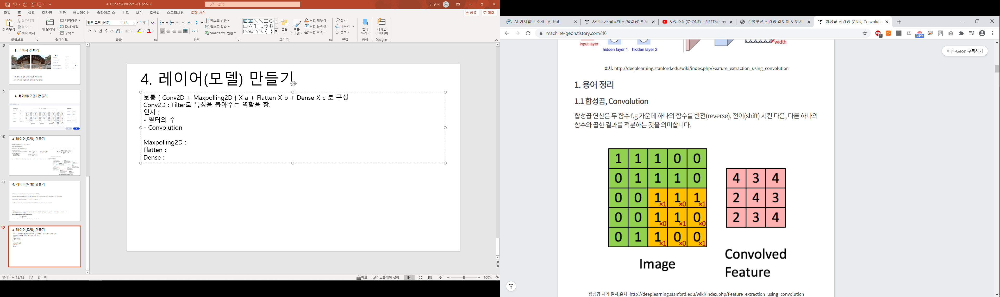 AI Hub Easy Builder 사용.pptx
검색
김 민석
파일 홈 삽입 디자인 전환 애니메이션 슬라이드 쇼 검토 보기 도움말 스토리보딩 도형 서식
공유 메모
붙여넣기 잘라내기 복사 서식 복사
클립보드
새 슬라이드 레이아웃 다시 설정 구역
슬라이드
맑은 고딕 (본문) 18
글꼴
텍스트 방향
텍스트 맞춤
SmartArt로 변환
단락
정렬 빠른 스타일 도형 채우기 도형 윤곽선 도형 효과
그리기
찾기 바꾸기 선택
편집
받아쓰기
음성
디자인 아이디어
Designer
8
3. 이미지 전처리
9
4. 레이어(모델) 만들기
10
4. 레이어(모델) 만들기
11
4. 레이어(모델) 만들기
12
4. 레이어(모델) 만들기
4. 레이어(모델) 만들기
보통 { Conv2D + Maxpolling2D } X a + Flatten X b + Dense X c 로 구성
Conv2D : Filter로 특징을 뽑아주는 역할을 함.
인자 :
- 필터의 수
- Convolution
Maxpolling2D :
Flatten :
Dense :
슬라이드 12/12 한국어
메모 디스플레이 설정 100%
AI 이지빌더 소개 | AI Hub
자비스가 필요해 :: [딥러닝] 척도
아이즈원(IZ*ONE) - FIESTA
컨볼루션 신경망 레이어 이야기
합성곱 신경망 (CNN, Convolutio
machine-geon.tistory.com/46
ABP 4 EX NEW
머신-Geon 구독하기
input layer
hidden layer 1 hidden layer 2
width
출처: http://deeplearning.stanford.edu/wiki/index.php/Feature_extraction_using_convolution
1. 용어 정리
1.1 합성곱, Convolution
합성곱 연산은 두 함수 f,g 가운데 하나의 함수를 반전(reverse), 전이(shift) 시킨 다음, 다른 하나의
함수와 곱한 결과를 적분하는 것을 의미합니다.
1 1 1 0 0
0 1 1 1 0
0 0 1×1 1×0 1×1
0 0 1×0 1×1 0×0
0 1 1×1 0×0 0×1
Image
4 3 4
2 4 3
2 3 4
Convolved
Feature
합성곱 처리 절치,출처: http://deeplearning.stanford.edu/wiki/index.php/Feature_extraction_using_convolution